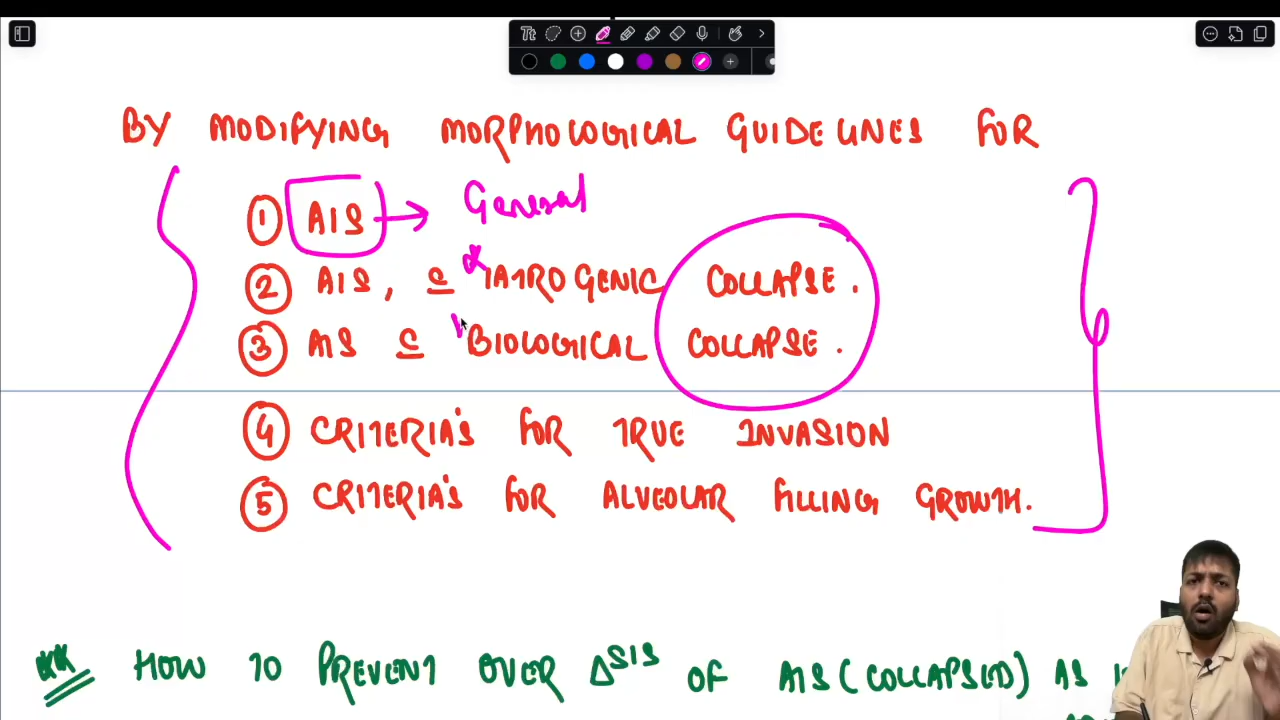 BY MODIFYING MORPHOLOGICAL GUIDELINES FOR
① AIS → General
② AIS, c̲ IATROGENIC COLLAPSE.
③ AIS c̲ BIOLOGICAL COLLAPSE.
④ CRITERIA'S FOR TRUE INVASION
⑤ CRITERIA'S FOR ALVEOLAR FILLING GROWTH.
** HOW TO PREVENT OVER Δˢᴵˢ OF AIS (COLLAPSED) AS